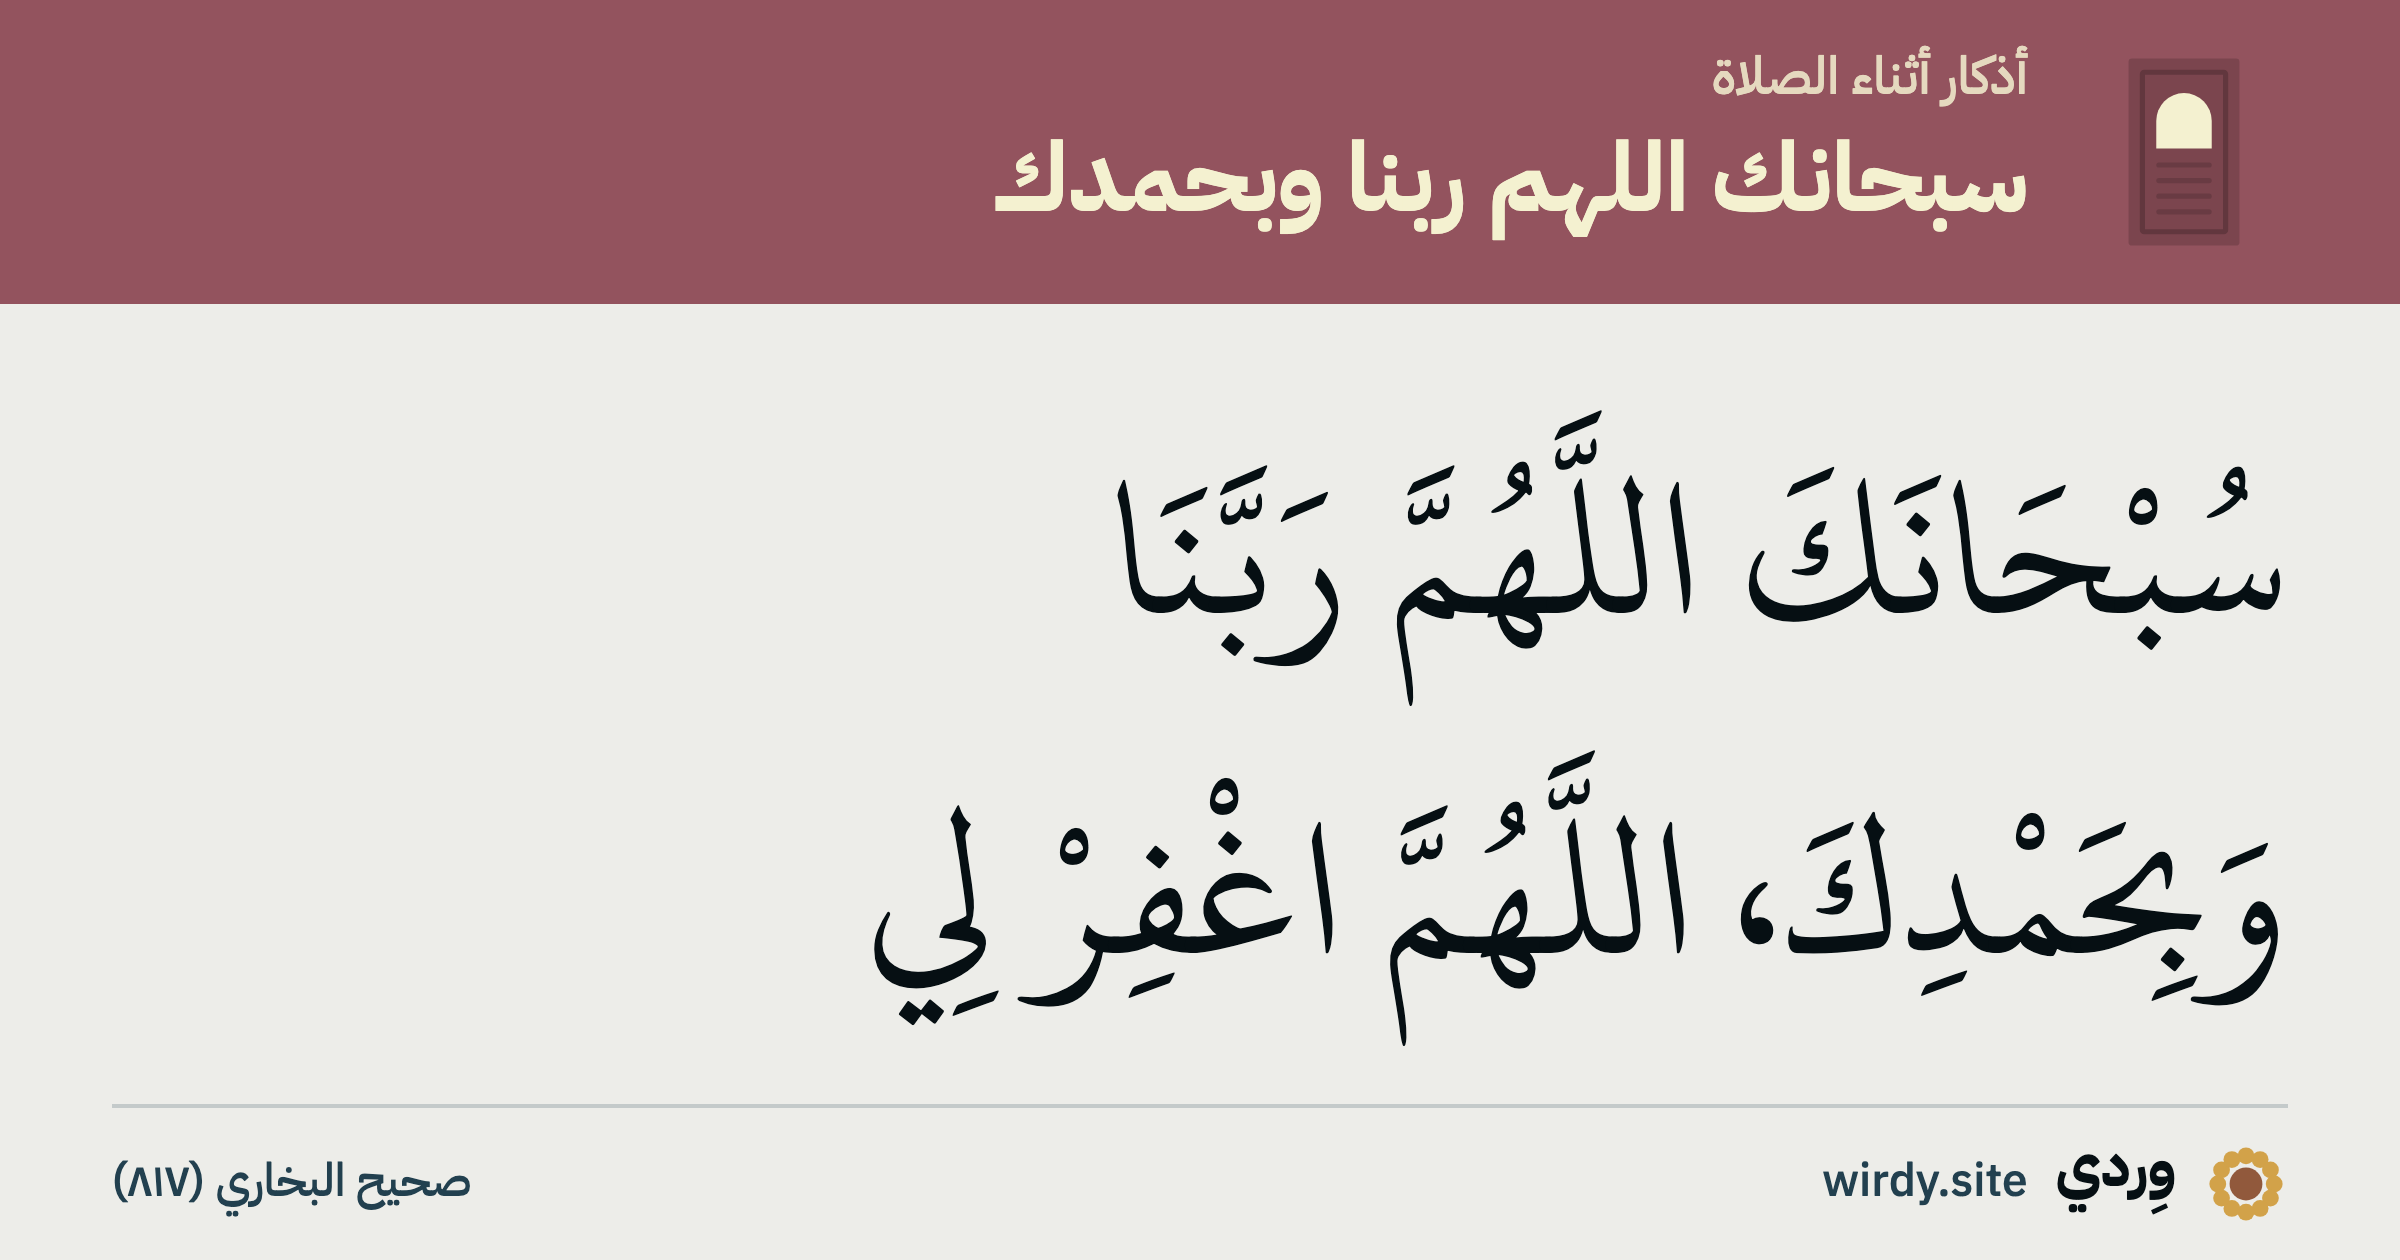 أذكار أثناء الصلاة
سبحانك اللهم ربنا وبحمدك
سُبْحَانَكَ اللَّهُمَّ رَبَّنَا
وَبِحَمْدِكَ، اللَّهُمَّ اغْفِرْ لِي
وِردي wirdy.site
صحيح البخاري (٨١٧)